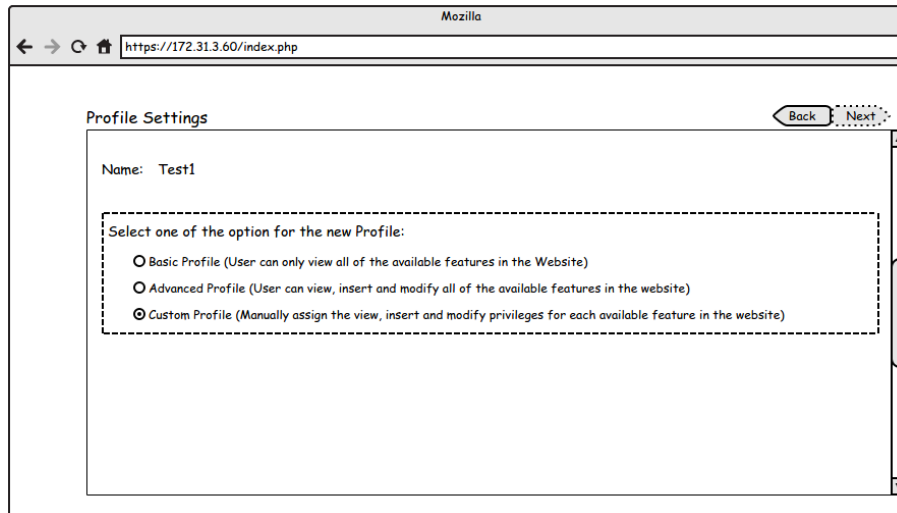 Mozilla
https://172.31.3.60/index.php
Profile Settings
Back
Next
Name: Test1
Select one of the option for the new Profile:
Basic Profile (User can only view all of the available features in the Website)
Advanced Profile (User can view, insert and modify all of the available features in the website)
Custom Profile (Manually assign the view, insert and modify privileges for each available feature in the website)